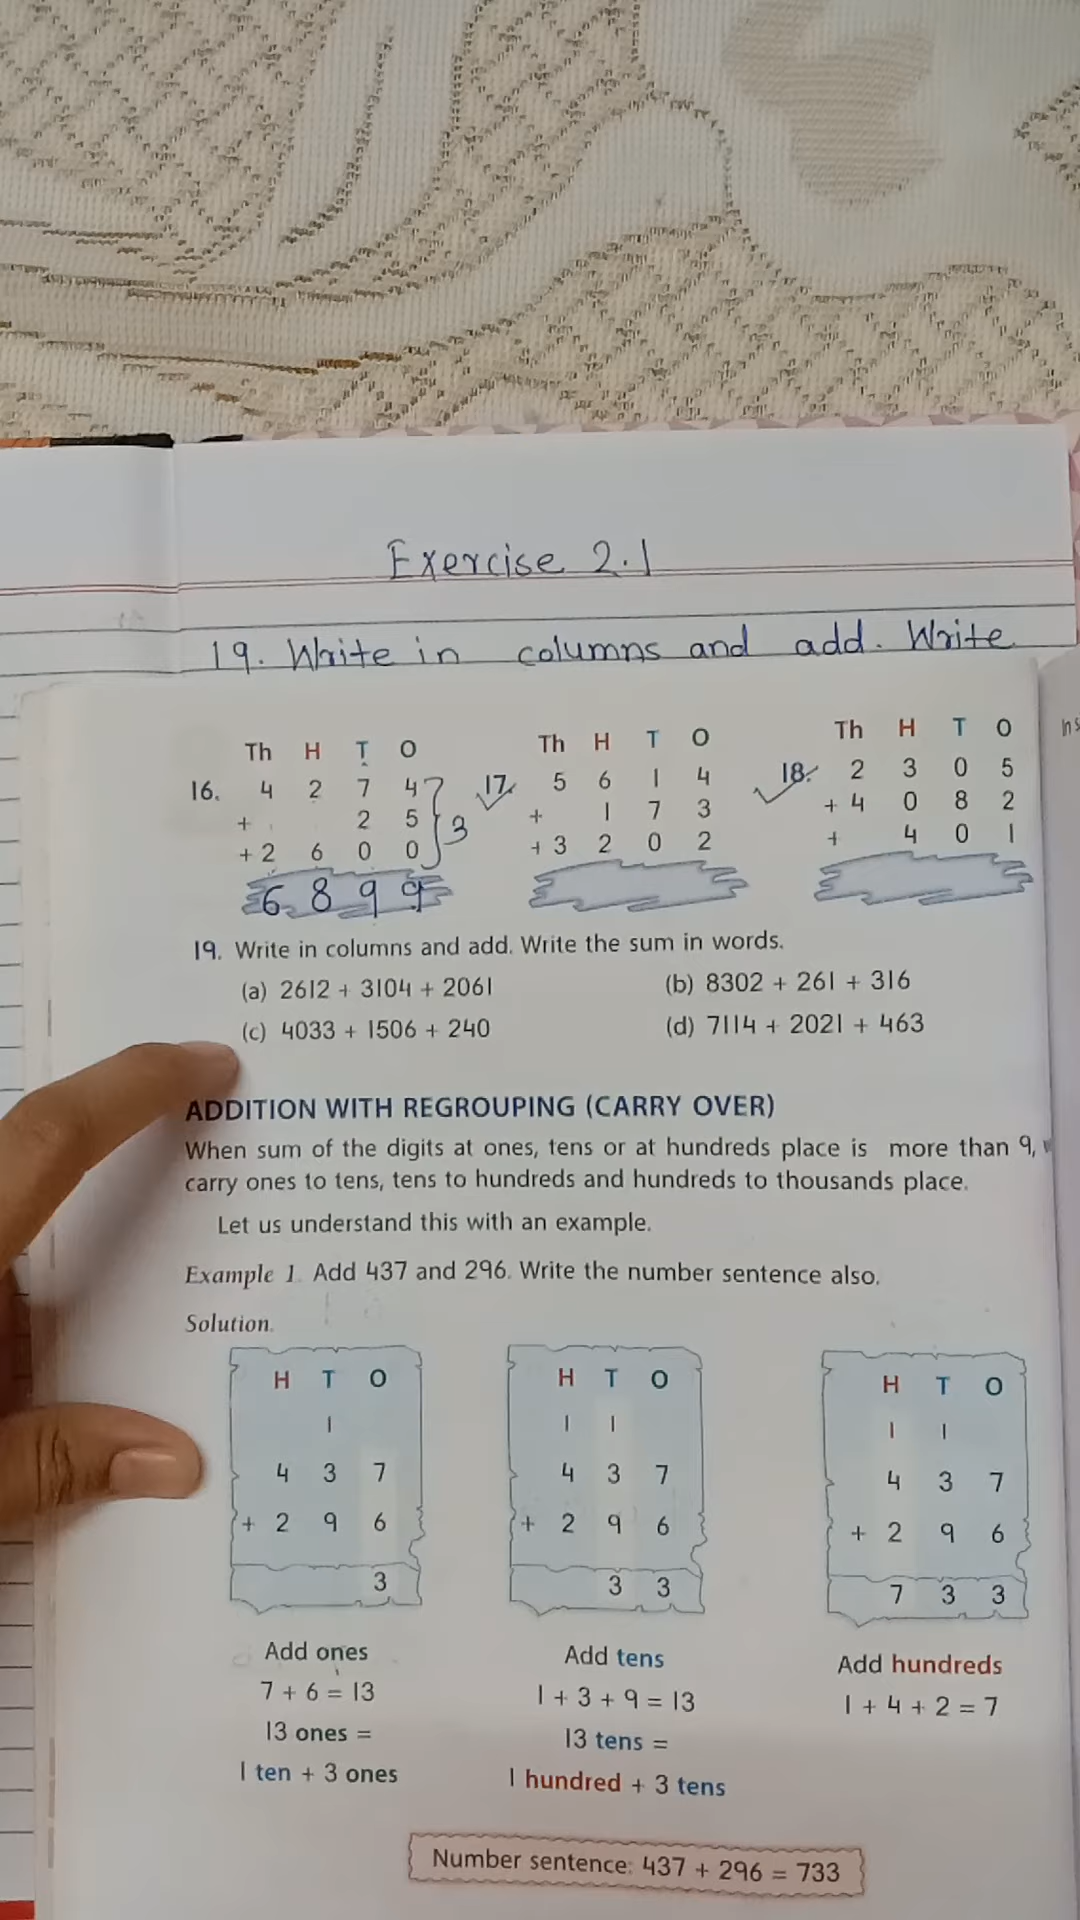 Exercise 2.1
19. Write in columns and add. Write
Th H T O
16. 4 2 7 4
+ 2 5
+ 2 6 0 0
6 8 9 9
3
Th H T O
17. 5 6 1 4
+ 1 7 3
+ 3 2 0 2
Th H T O
18. 2 3 0 5
+ 4 0 8 2
+ 4 0 1
19. Write in columns and add. Write the sum in words.
(a) 2612 + 3104 + 2061 (b) 8302 + 261 + 316
(c) 4033 + 1506 + 240 (d) 7114 + 2021 + 463
ADDITION WITH REGROUPING (CARRY OVER)
When sum of the digits at ones, tens or at hundreds place is more than 9,
carry ones to tens, tens to hundreds and hundreds to thousands place.
Let us understand this with an example.
Example 1. Add 437 and 296. Write the number sentence also.
Solution.
H T O
1
4 3 7
+ 2 9 6
3
Add ones
7 + 6 = 13
13 ones =
1 ten + 3 ones
H T O
1 1
4 3 7
+ 2 9 6
3 3
Add tens
1 + 3 + 9 = 13
13 tens =
1 hundred + 3 tens
H T O
1 1
4 3 7
+ 2 9 6
7 3 3
Add hundreds
1 + 4 + 2 = 7
Number sentence: 437 + 296 = 733